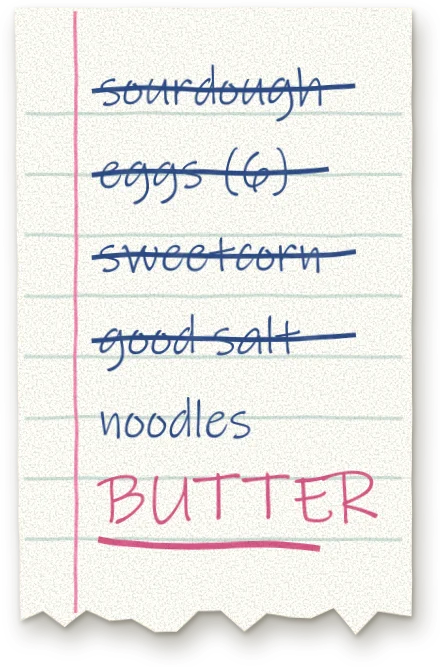 sourdough
eggs (6)
sweetcorn
good salt
noodles
BUTTER